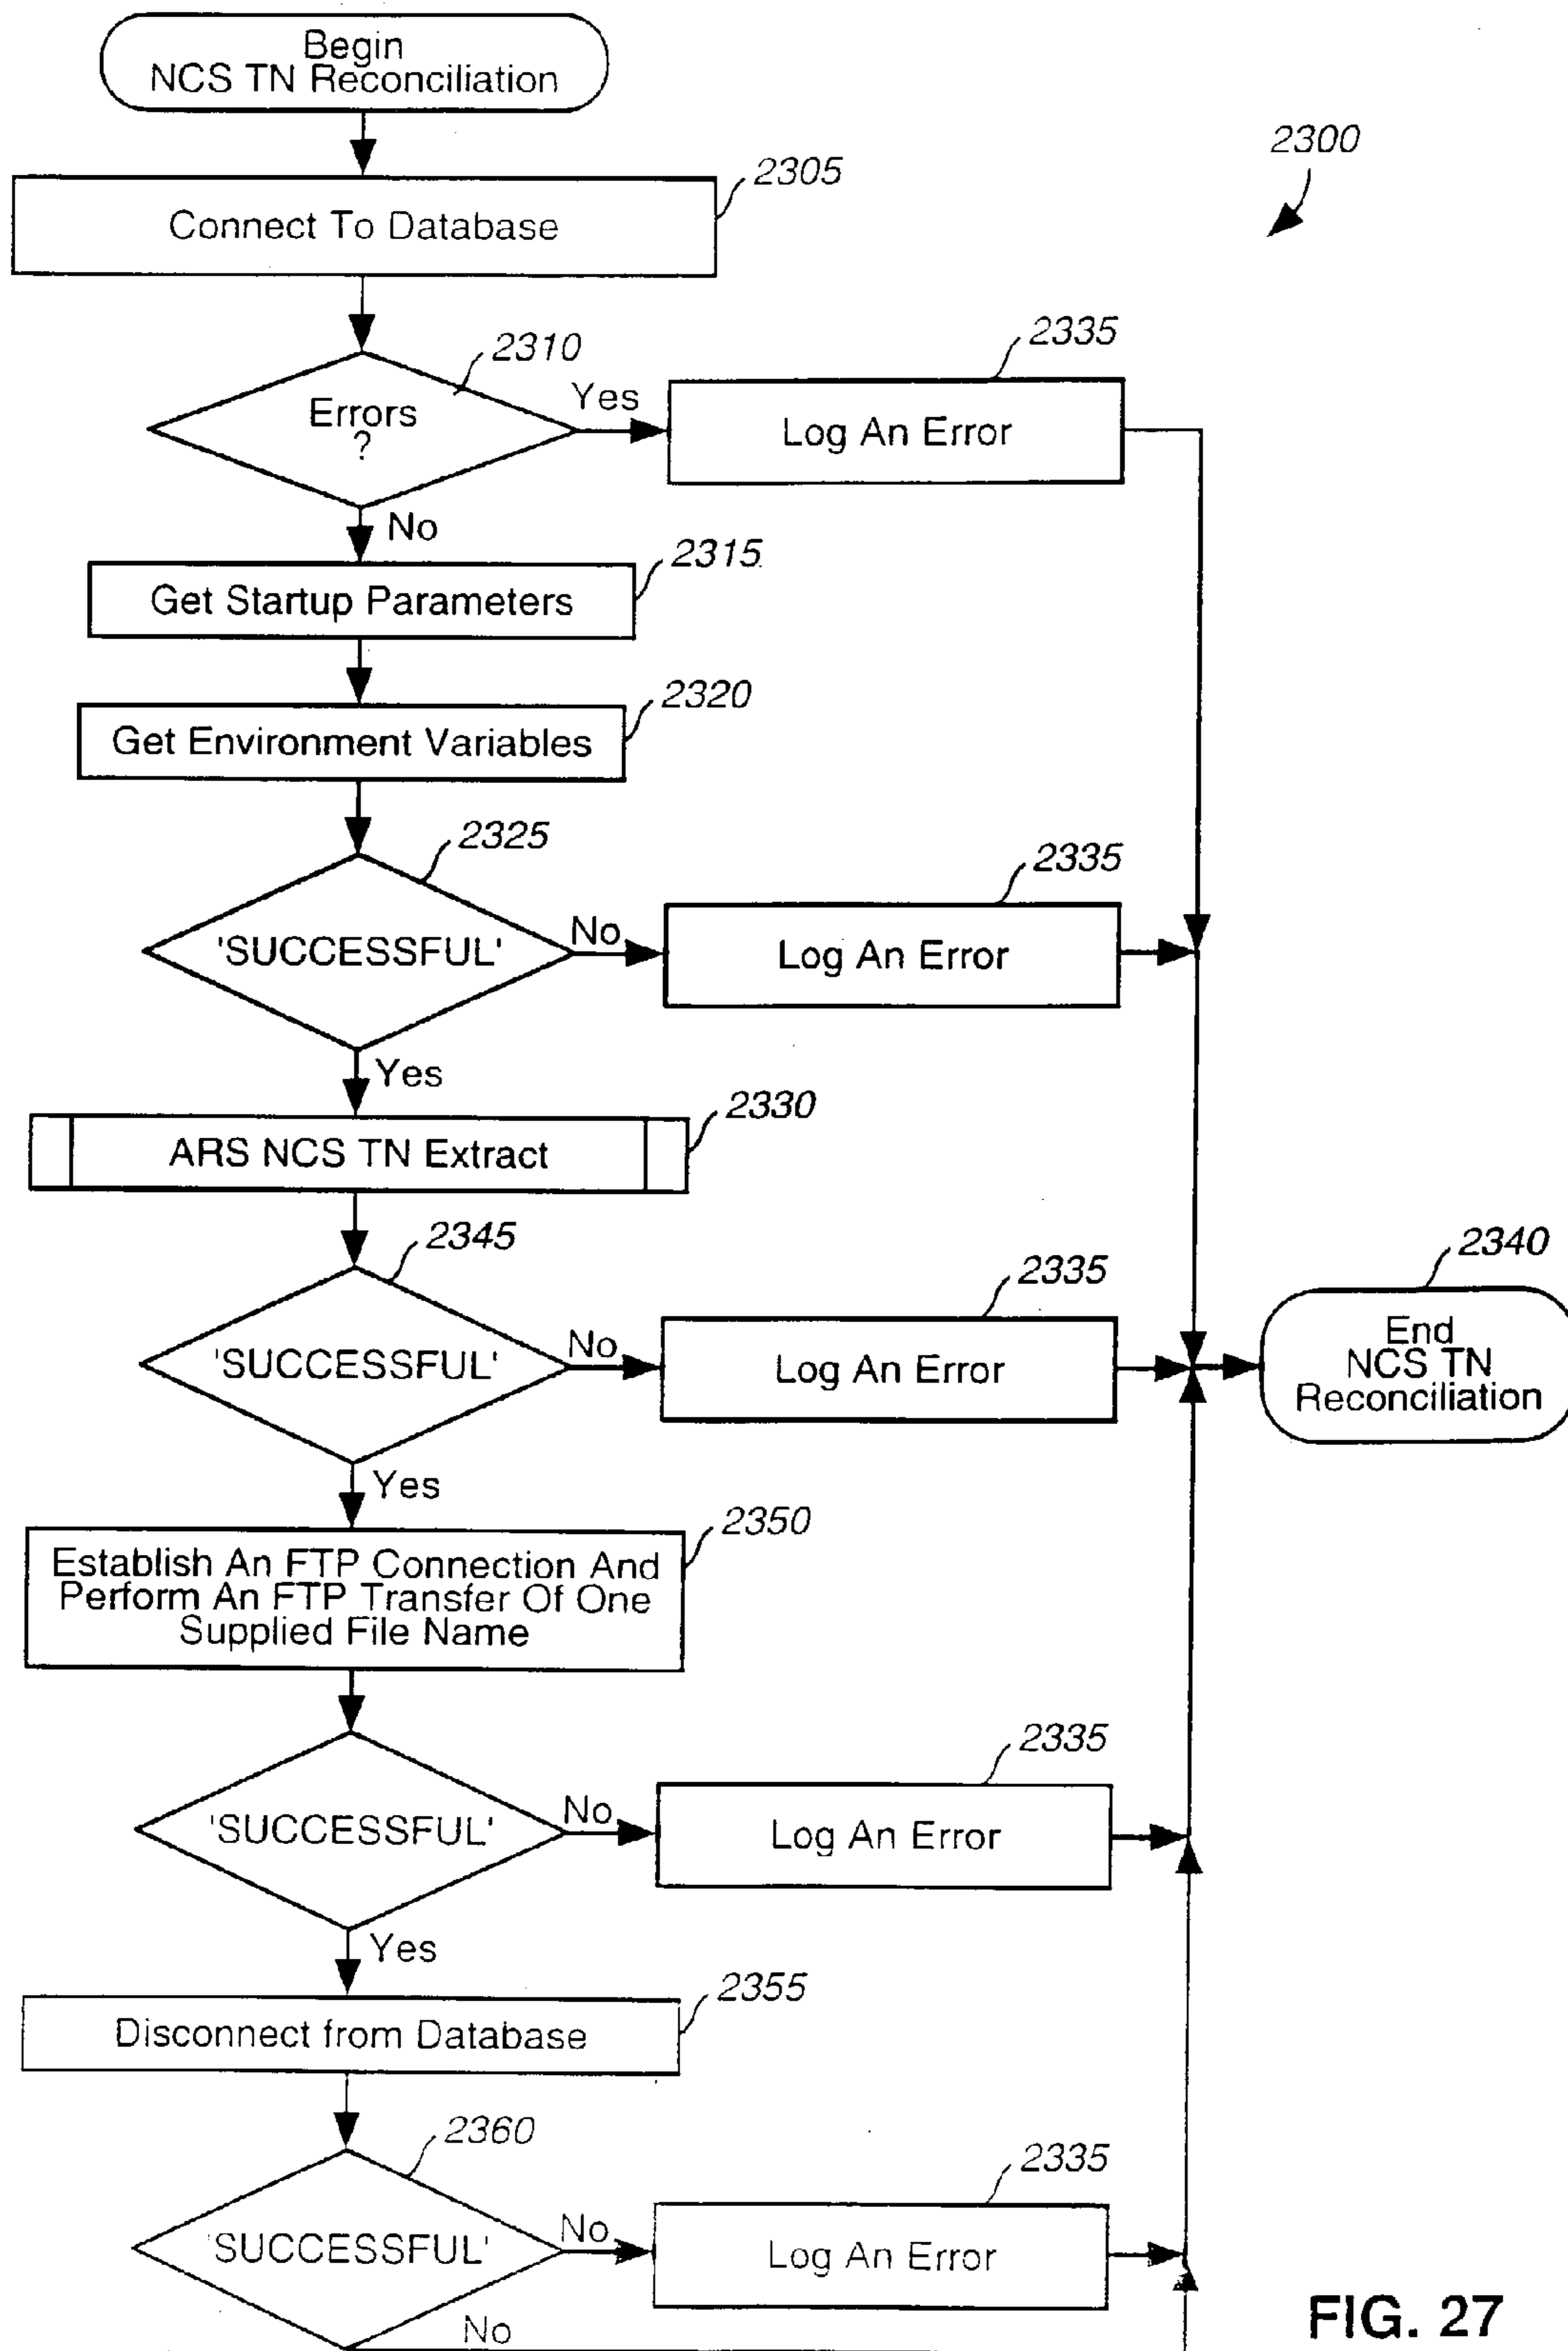 Begin
NCS TN Reconciliation
2300
2305
Connect To Database
2310
2335
Errors
?
Yes
Log An Error
No
2315
Get Startup Parameters
2320
Get Environment Variables
2325
2335
'SUCCESSFUL'
No
Log An Error
Yes
2330
ARS NCS TN Extract
2345
2335
2340
'SUCCESSFUL'
No
Log An Error
End
NCS TN
Reconciliation
Yes
2350
Establish An FTP Connection And
Perform An FTP Transfer Of One
Supplied File Name
2335
'SUCCESSFUL'
No
Log An Error
Yes
2355
Disconnect from Database
2360
2335
'SUCCESSFUL'
No
Log An Error
No
FIG. 27